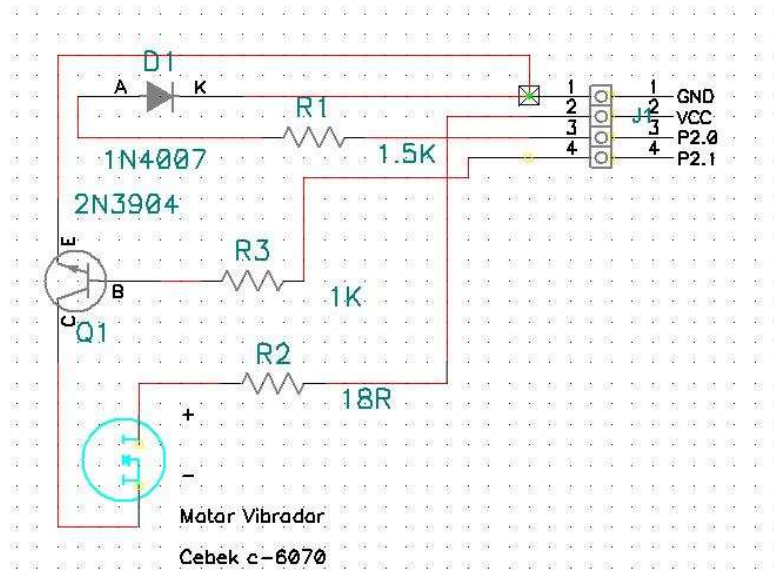 D1
A K
1 1 GND
2 J1 2 VCC
3 3 P2.0
4 4 P2.1
R1
1N4007 1.5K
2N3904
E
R3
B
1K
C
Q1
R2
18R
+
-
Motor Vibrador
Cebek c-6070